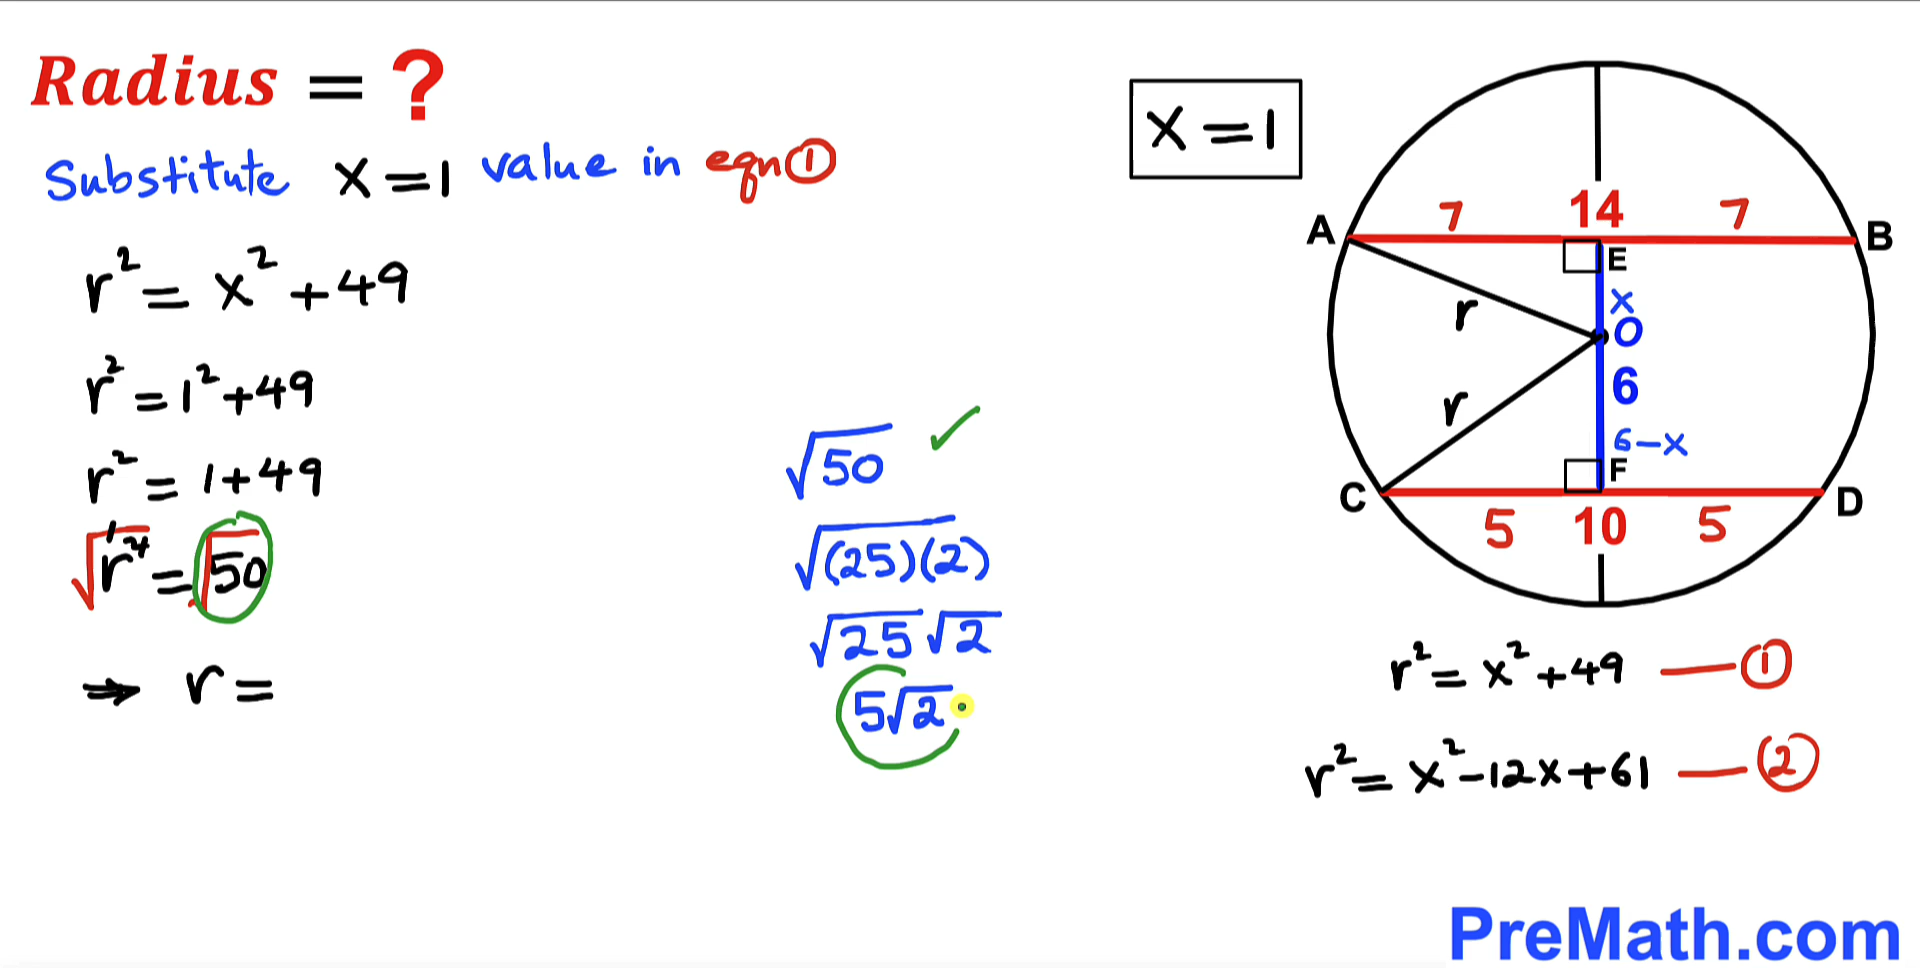 Radius = ?
Substitute x = 1 value in eqn ①
r² = x² + 49
r² = 1² + 49
r² = 1 + 49
√r² = √50
⇒ r =
√50 ✓
√(25)(2)
√25 √2
5√2
x = 1
7 14 7
A B
E
x
r O
6
r
6 - x
F
C D
5 10 5
r² = x² + 49 — ①
r² = x² - 12x + 61 — ②
PreMath.com